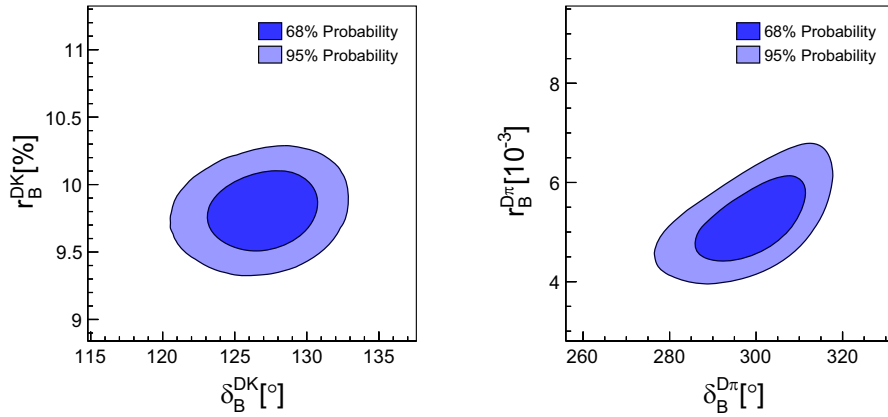 68% Probability
95% Probability
r_B^DK[%]
11
10.5
10
9.5
9
115 120 125 130 135
δ_B^DK[°]
68% Probability
95% Probability
r_B^Dπ[10^-3]
8
6
4
260 280 300 320
δ_B^Dπ[°]